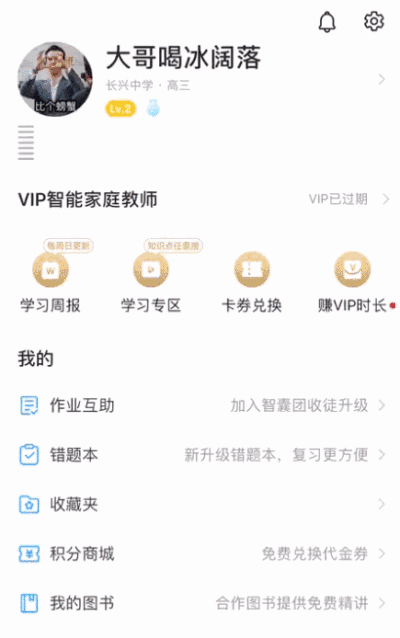 大哥喝冰阔落
长兴中学·高三
比个螃蟹
Lv.2
VIP智能家庭教师
VIP已过期
每周日更新
知识点任意搜
学习周报
学习专区
卡券兑换
赚VIP时长
我的
作业互助
加入智囊团收徒升级
错题本
新升级错题本，复习更方便
收藏夹
积分商城
免费兑换代金券
我的图书
合作图书提供免费精讲